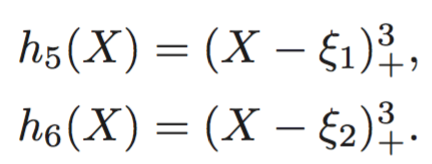 h₅(X) = (X − ξ₁)³₊,
h₆(X) = (X − ξ₂)³₊.